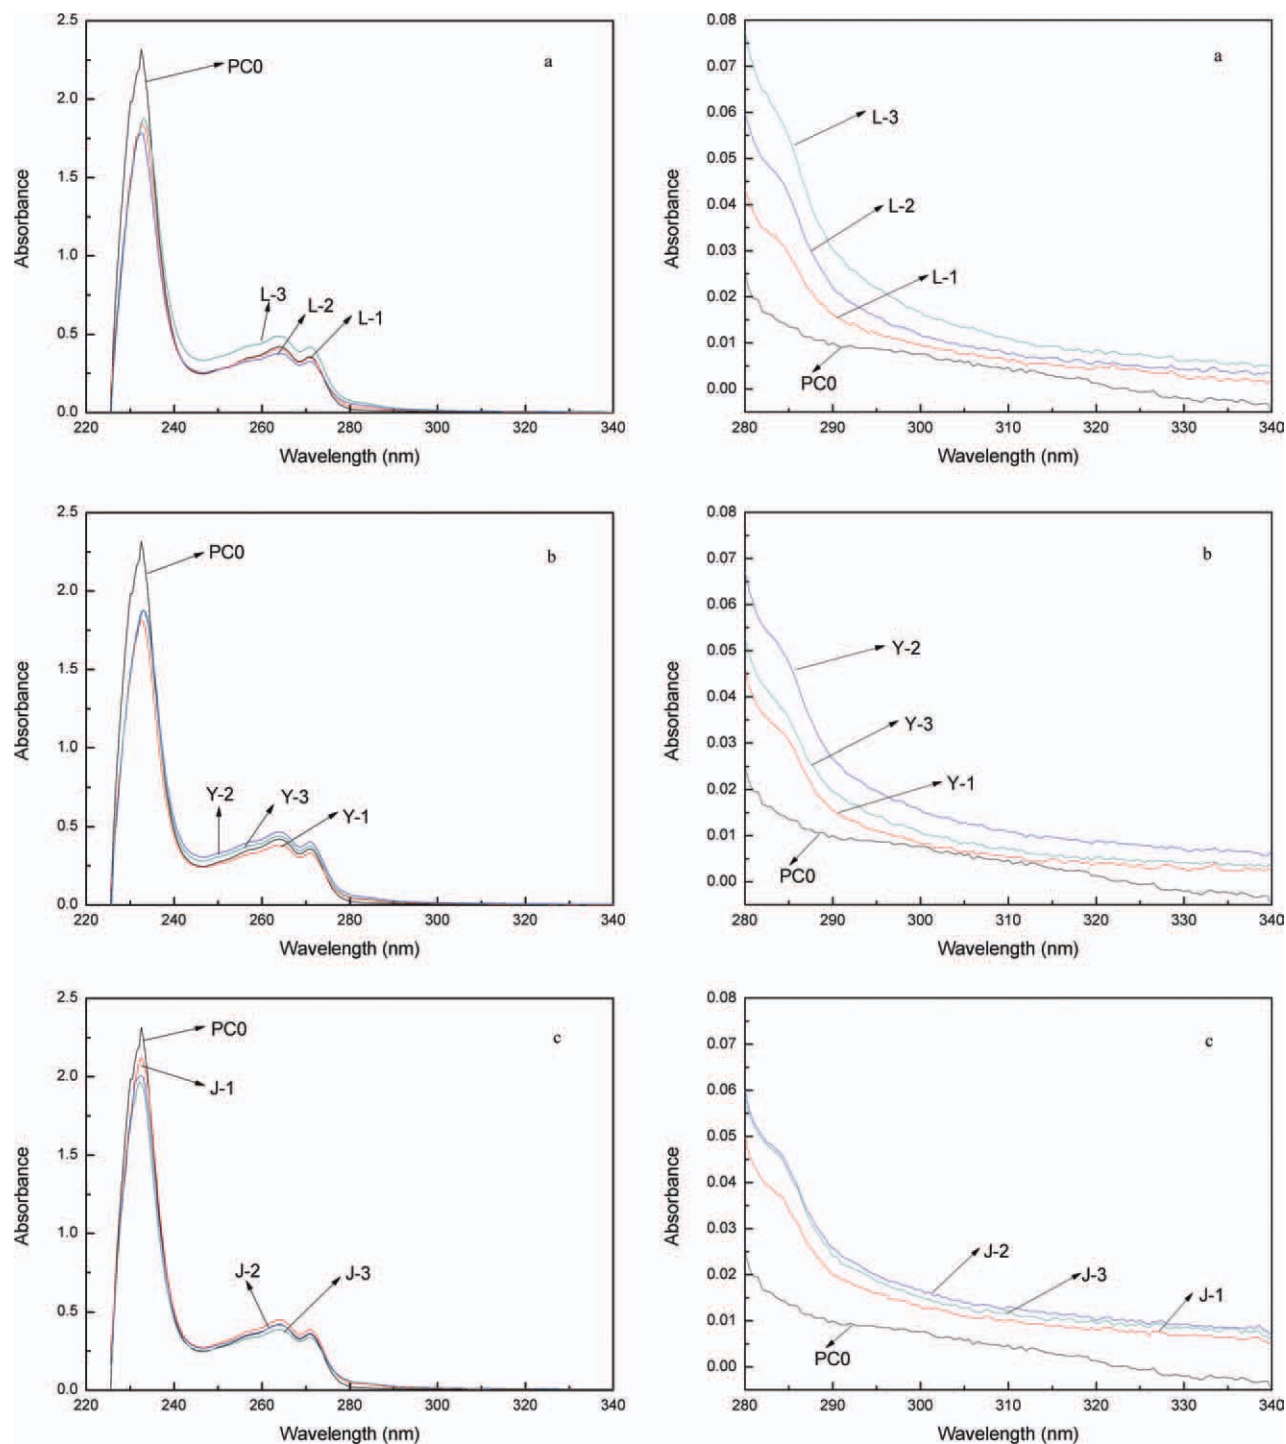 2.5
a
PC0
2.0
1.5
Absorbance
1.0
L-3
L-2
L-1
0.5
0.0
220 240 260 280 300 320 340
Wavelength (nm)
0.08
a
0.07
0.06
L-3
0.05
Absorbance
0.04
L-2
0.03
L-1
0.02
0.01
PC0
0.00
280 290 300 310 320 330 340
Wavelength (nm)
2.5
PC0
b
2.0
1.5
Absorbance
1.0
Y-2
Y-3
Y-1
0.5
0.0
220 240 260 280 300 320 340
Wavelength (nm)
0.08
b
0.07
0.06
0.05
Y-2
Absorbance
0.04
Y-3
0.03
Y-1
0.02
0.01
PC0
0.00
280 290 300 310 320 330 340
Wavelength (nm)
2.5
PC0
c
2.0
J-1
1.5
Absorbance
1.0
J-2
J-3
0.5
0.0
220 240 260 280 300 320 340
Wavelength (nm)
0.08
c
0.07
0.06
0.05
Absorbance
0.04
0.03
J-2
J-3
0.02
J-1
0.01
PC0
0.00
280 290 300 310 320 330 340
Wavelength (nm)